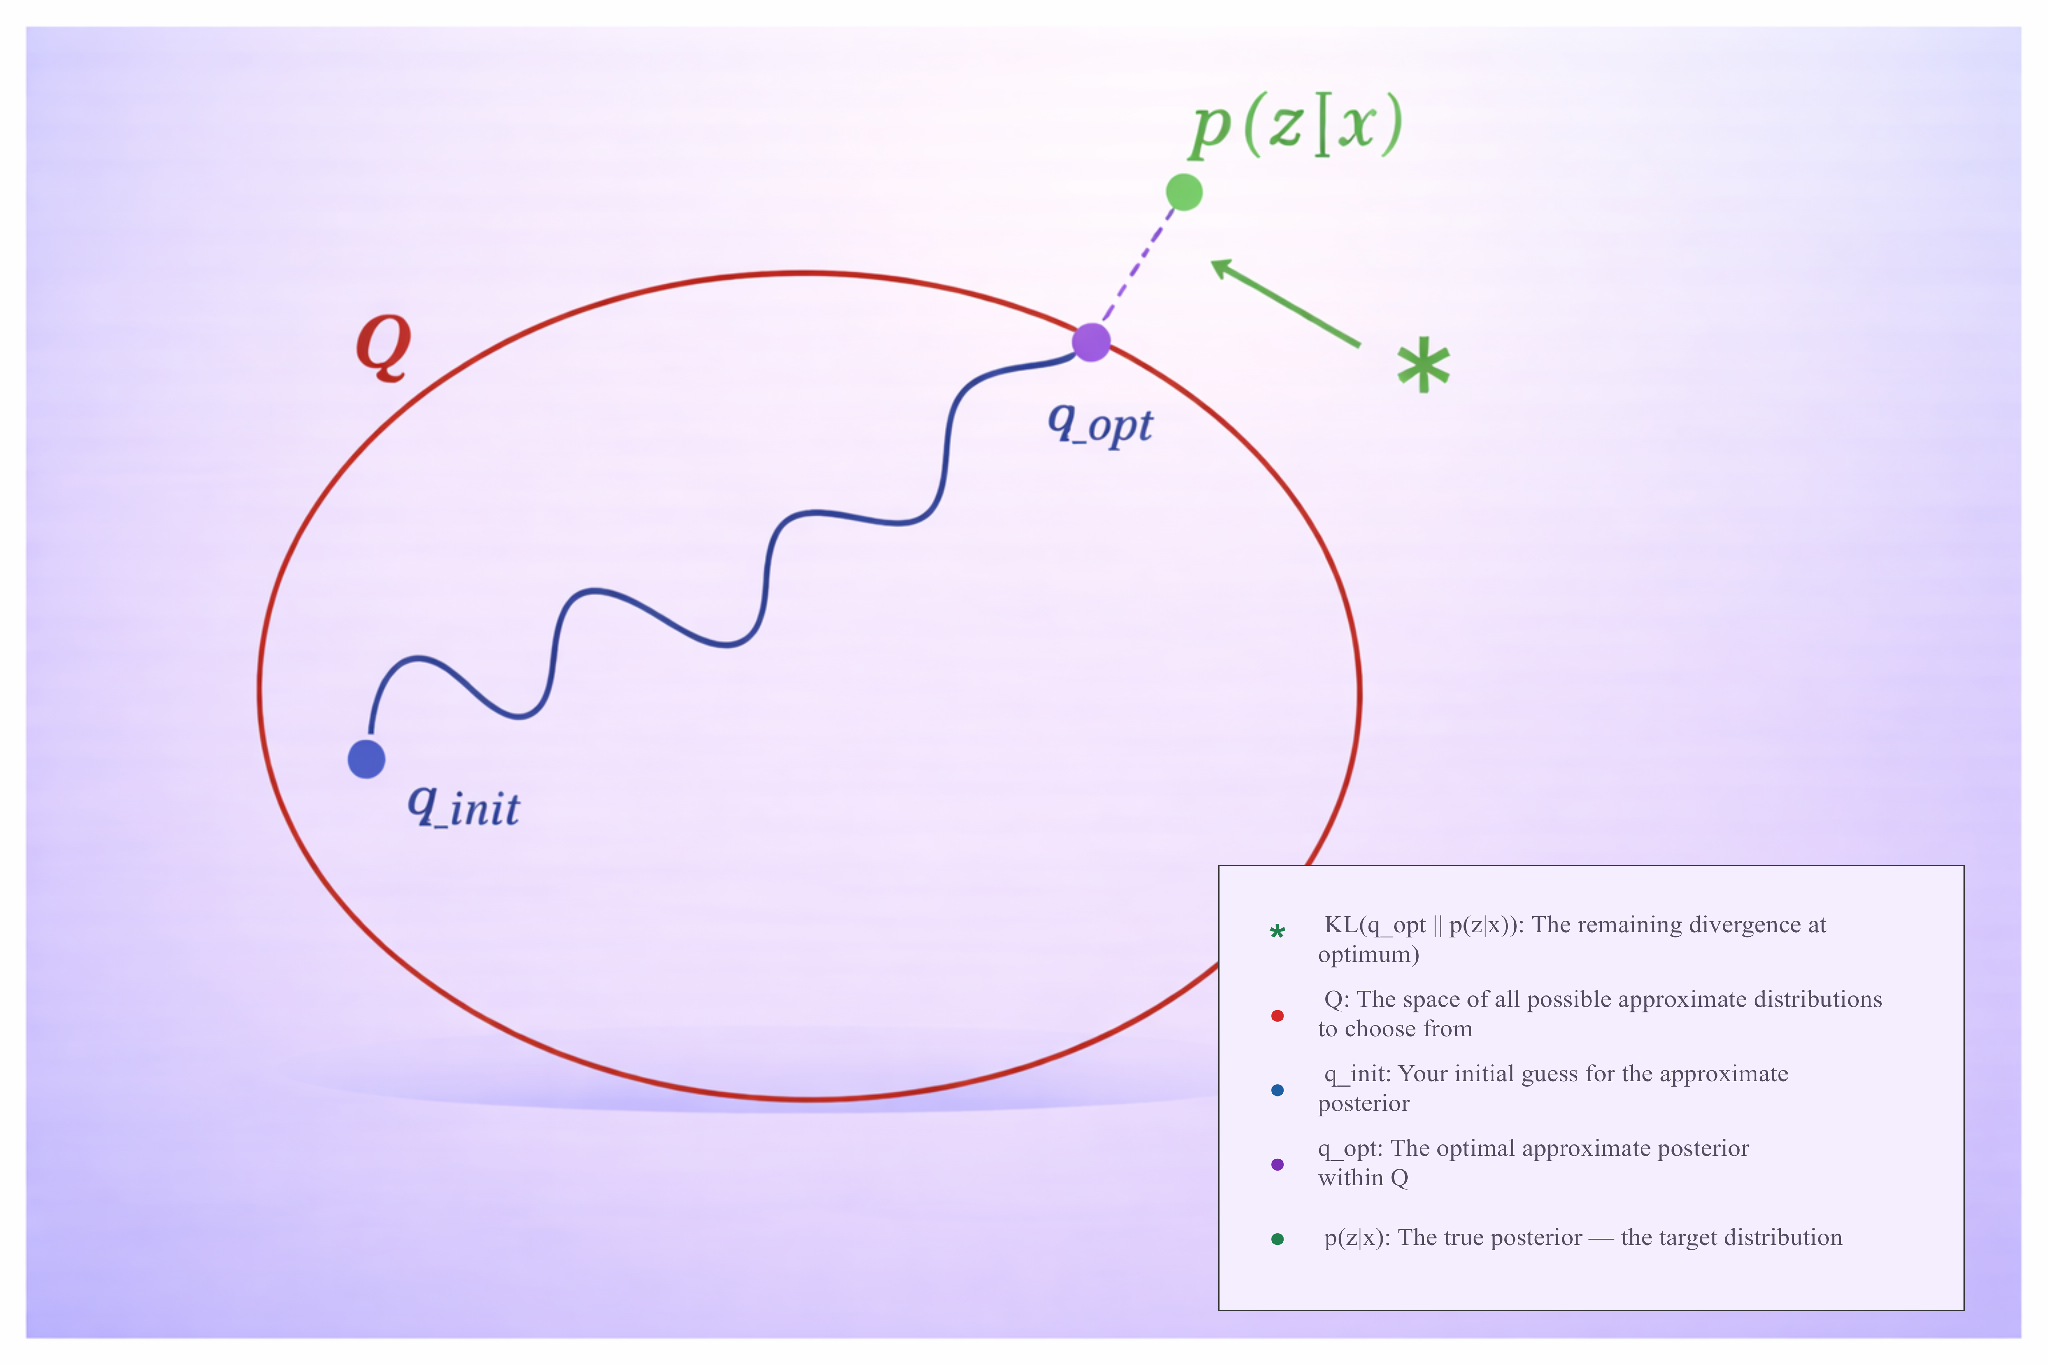 p(z|x)
Q
*
q_opt
q_init
* KL(q_opt || p(z|x)): The remaining divergence at
optimum)
Q: The space of all possible approximate distributions
to choose from
q_init: Your initial guess for the approximate
posterior
q_opt: The optimal approximate posterior
within Q
p(z|x): The true posterior — the target distribution